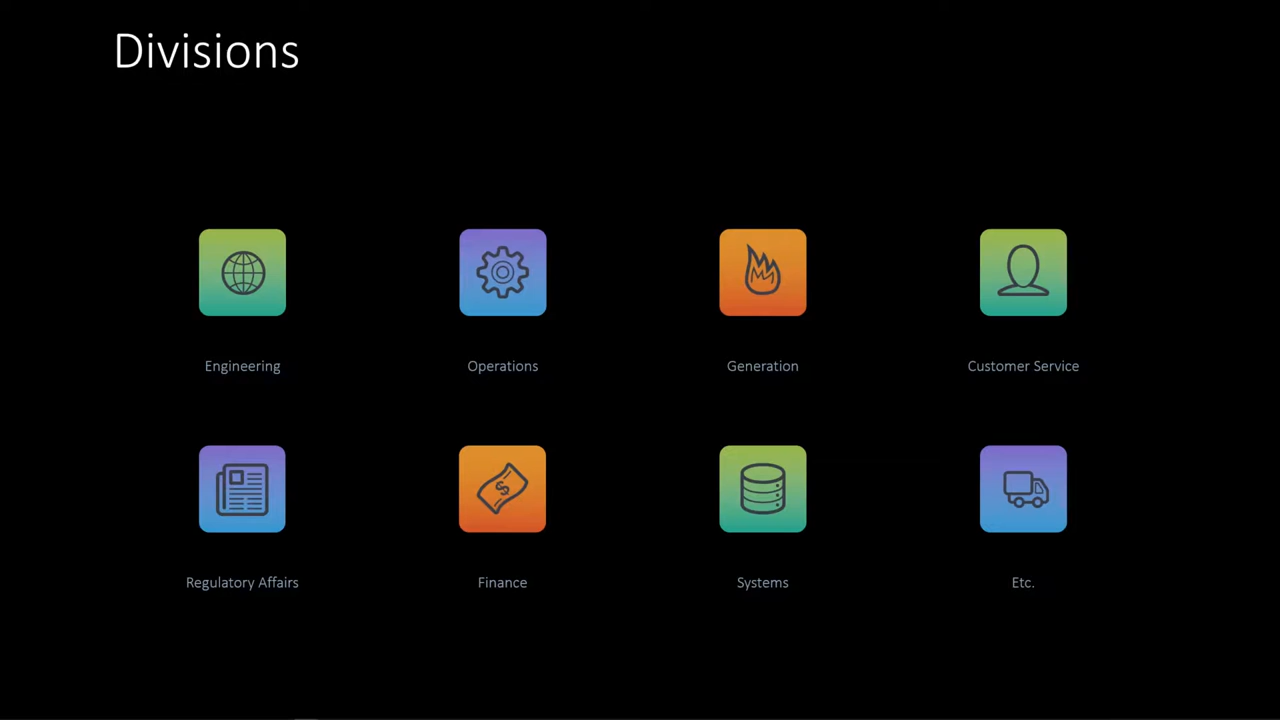 Divisions
Engineering
Operations
Generation
Customer Service
Regulatory Affairs
Finance
Systems
Etc.